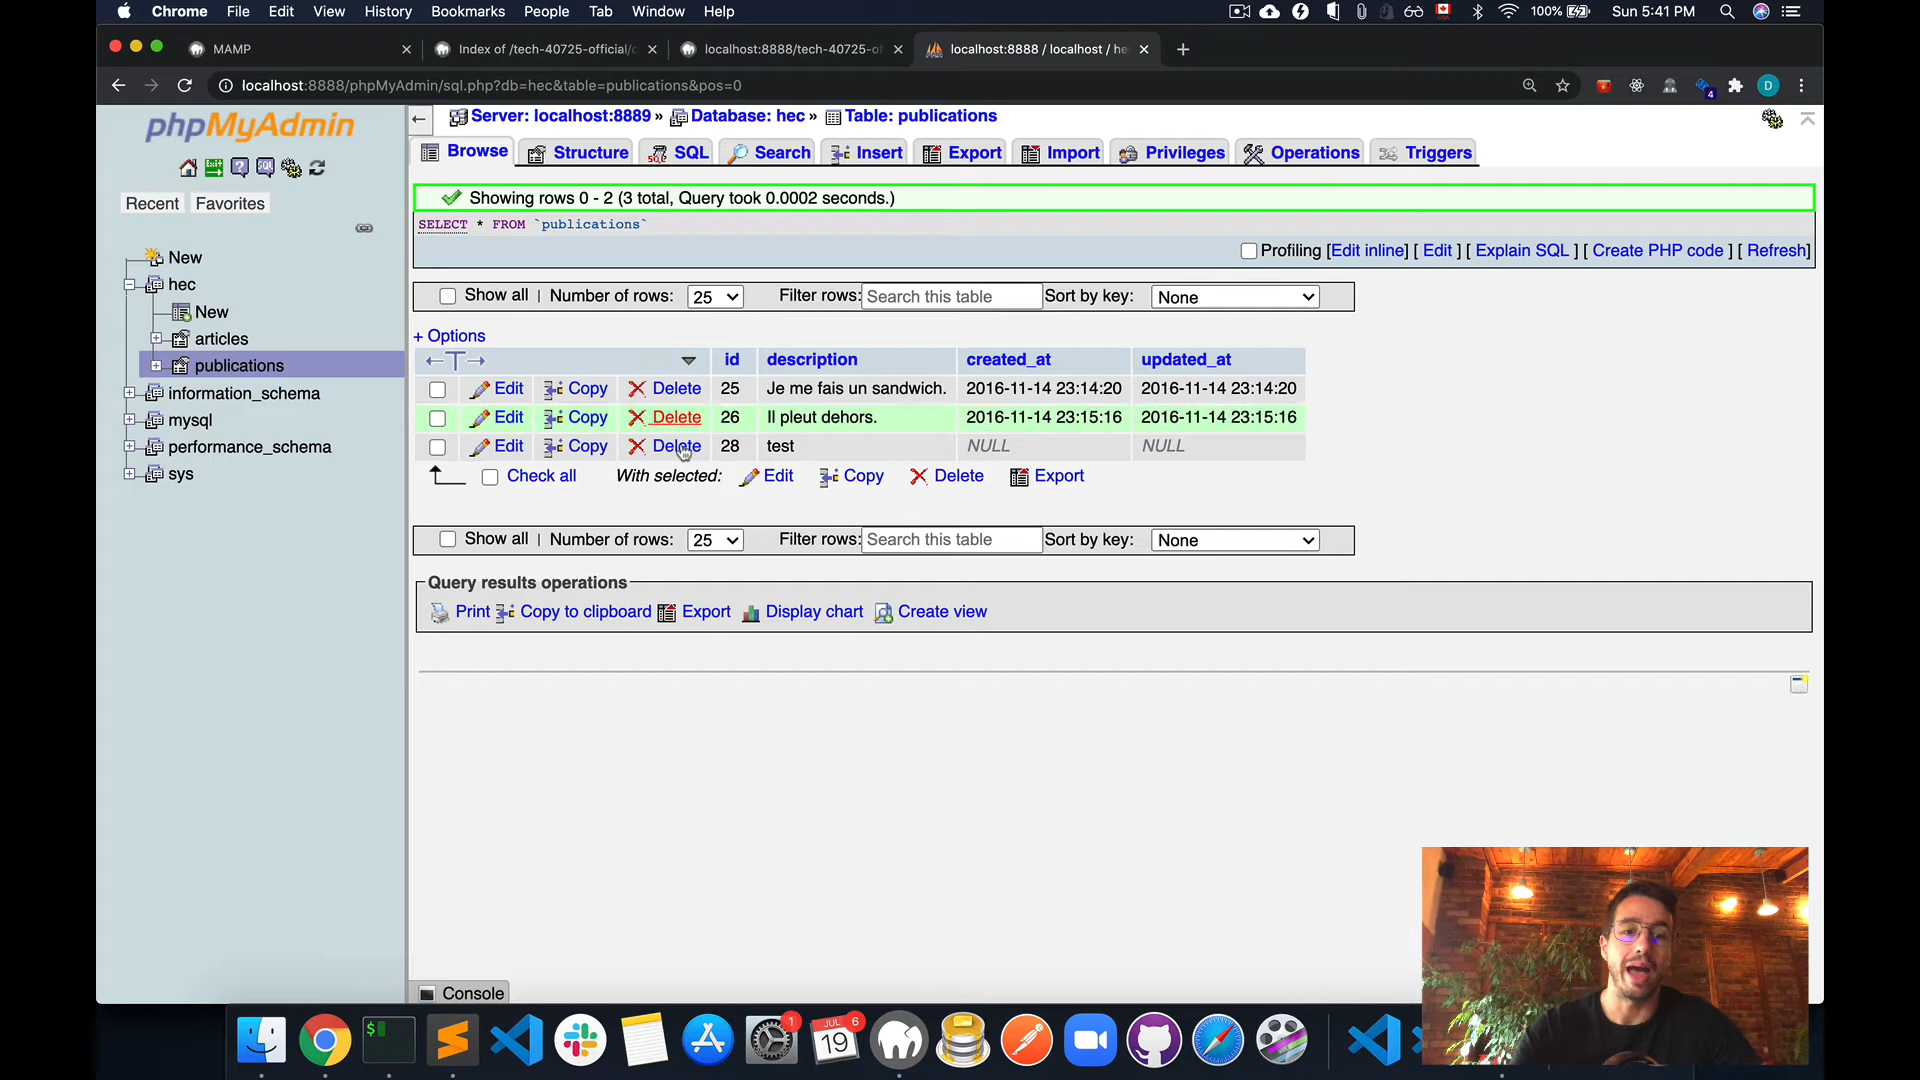 Chrome File Edit View History Bookmarks People Tab Window Help 100% Sun 5:41 PM
MAMP Index of /tech-40725-official/ localhost:8888/tech-40725-of localhost:8888 / localhost / he
localhost:8888/phpMyAdmin/sql.php?db=hec&table=publications&pos=0 D 4
phpMyAdmin
Recent Favorites
New
hec
New
articles
publications
information_schema
mysql
performance_schema
sys
Server: localhost:8889 » Database: hec » Table: publications
Browse Structure SQL Search Insert Export Import Privileges Operations Triggers
Showing rows 0 - 2 (3 total, Query took 0.0002 seconds.)
SELECT * FROM `publications`
Profiling [Edit inline] [ Edit ] [ Explain SQL ] [ Create PHP code ] [ Refresh]
Show all | Number of rows: 25 Filter rows: Search this table Sort by key: None
+ Options
id description created_at updated_at
Edit Copy Delete 25 Je me fais un sandwich. 2016-11-14 23:14:20 2016-11-14 23:14:20
Edit Copy Delete 26 Il pleut dehors. 2016-11-14 23:15:16 2016-11-14 23:15:16
Edit Copy Delete 28 test NULL NULL
Check all With selected: Edit Copy Delete Export
Show all | Number of rows: 25 Filter rows: Search this table Sort by key: None
Query results operations
Print Copy to clipboard Export Display chart Create view
Console
1 JUL 6
$ 19